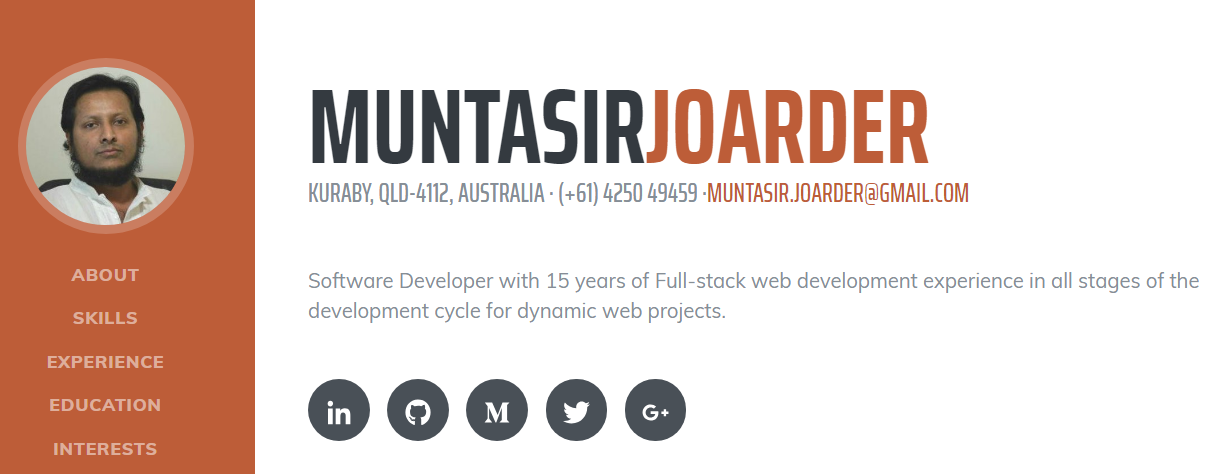 ABOUT
SKILLS
EXPERIENCE
EDUCATION
INTERESTS
MUNTASIRJOARDER
KURABY, QLD-4112, AUSTRALIA · (+61) 4250 49459 ·MUNTASIR.JOARDER@GMAIL.COM
Software Developer with 15 years of Full-stack web development experience in all stages of the
development cycle for dynamic web projects.
in M G+